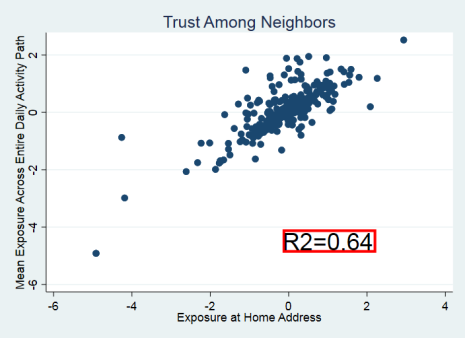 Trust Among Neighbors
Mean Exposure Across Entire Daily Activity Path
2
0
-2
-4
-6
R2=0.64
-6 -4 -2 0 2 4
Exposure at Home Address